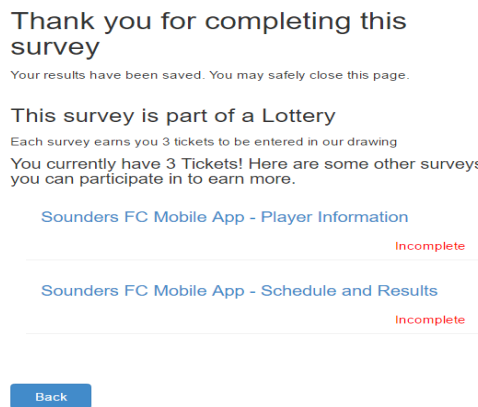 Thank you for completing this
survey
Your results have been saved. You may safely close this page.
This survey is part of a Lottery
Each survey earns you 3 tickets to be entered in our drawing
You currently have 3 Tickets! Here are some other surveys
you can participate in to earn more.
Sounders FC Mobile App - Player Information
Incomplete
Sounders FC Mobile App - Schedule and Results
Incomplete
Back